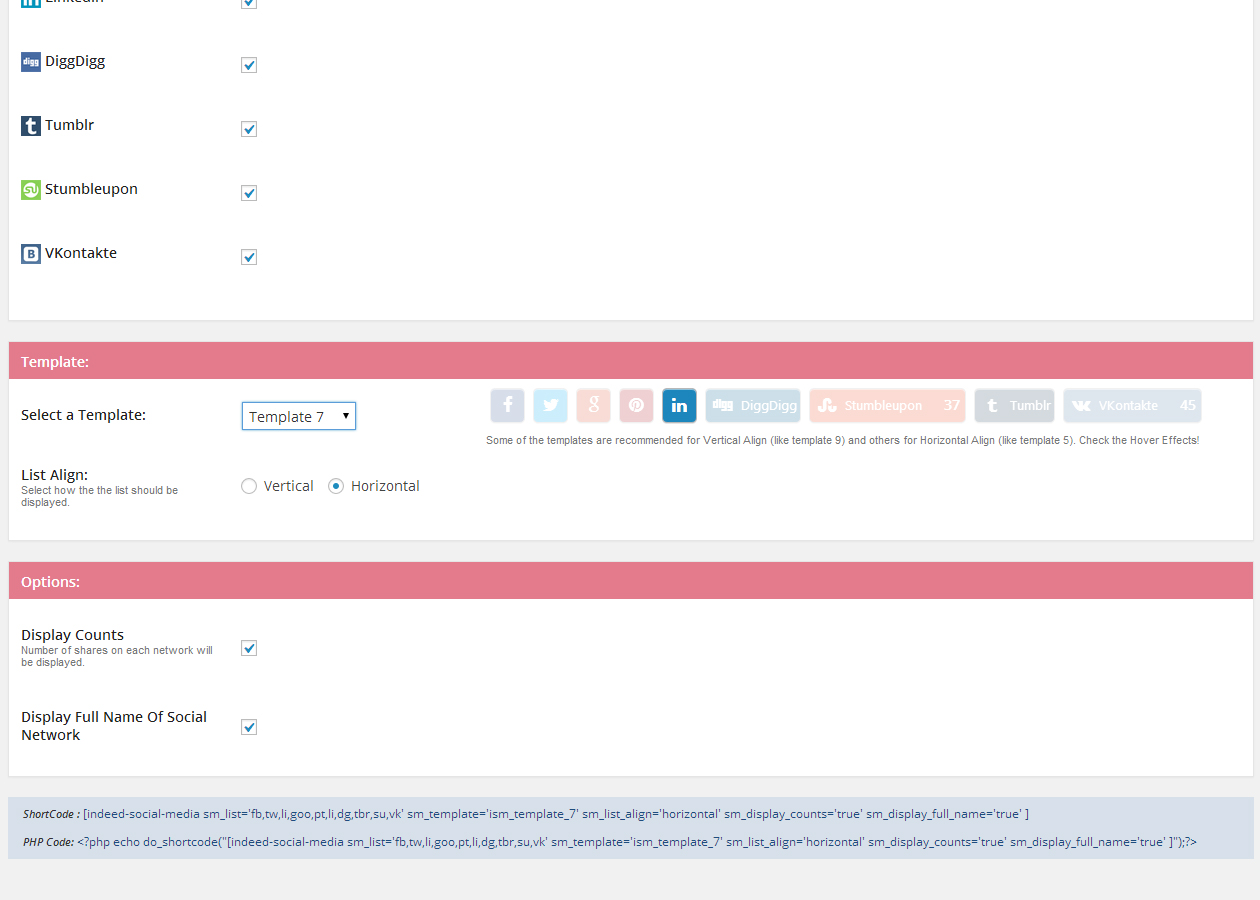 LinkedIn
digg DiggDigg
t Tumblr
Stumbleupon
B VKontakte
Template:
Select a Template:
Template 7
f g in digg DiggDigg Stumbleupon 37 t Tumblr VKontakte 45
Some of the templates are recommended for Vertical Align (like template 9) and others for Horizontal Align (like template 5). Check the Hover Effects!
List Align:
Select how the the list should be
displayed.
Vertical Horizontal
Options:
Display Counts
Number of shares on each network will
be displayed.
Display Full Name Of Social
Network
ShortCode : [indeed-social-media sm_list='fb,tw,li,goo,pt,li,dg,tbr,su,vk' sm_template='ism_template_7' sm_list_align='horizontal' sm_display_counts='true' sm_display_full_name='true' ]
PHP Code: <?php echo do_shortcode("[indeed-social-media sm_list='fb,tw,li,goo,pt,li,dg,tbr,su,vk' sm_template='ism_template_7' sm_list_align='horizontal' sm_display_counts='true' sm_display_full_name='true' ]");?>